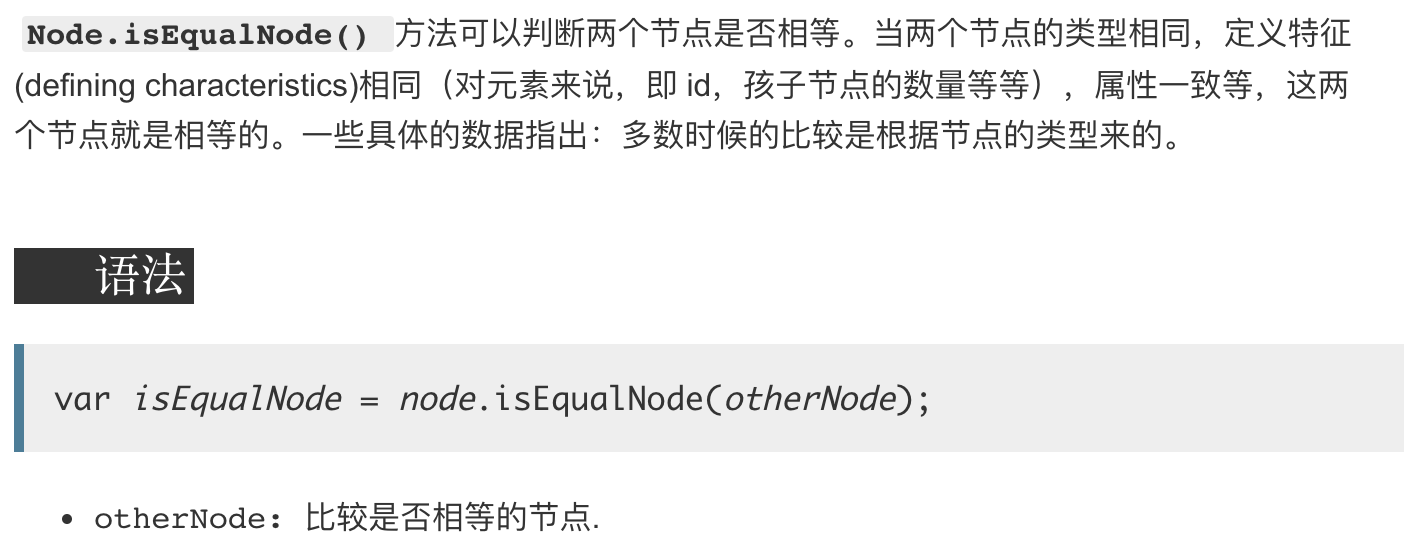 Node.isEqualNode() 方法可以判断两个节点是否相等。当两个节点的类型相同，定义特征
(defining characteristics)相同（对元素来说，即 id，孩子节点的数量等等），属性一致等，这两
个节点就是相等的。一些具体的数据指出：多数时候的比较是根据节点的类型来的。
语法
var isEqualNode = node.isEqualNode(otherNode);
• otherNode: 比较是否相等的节点.